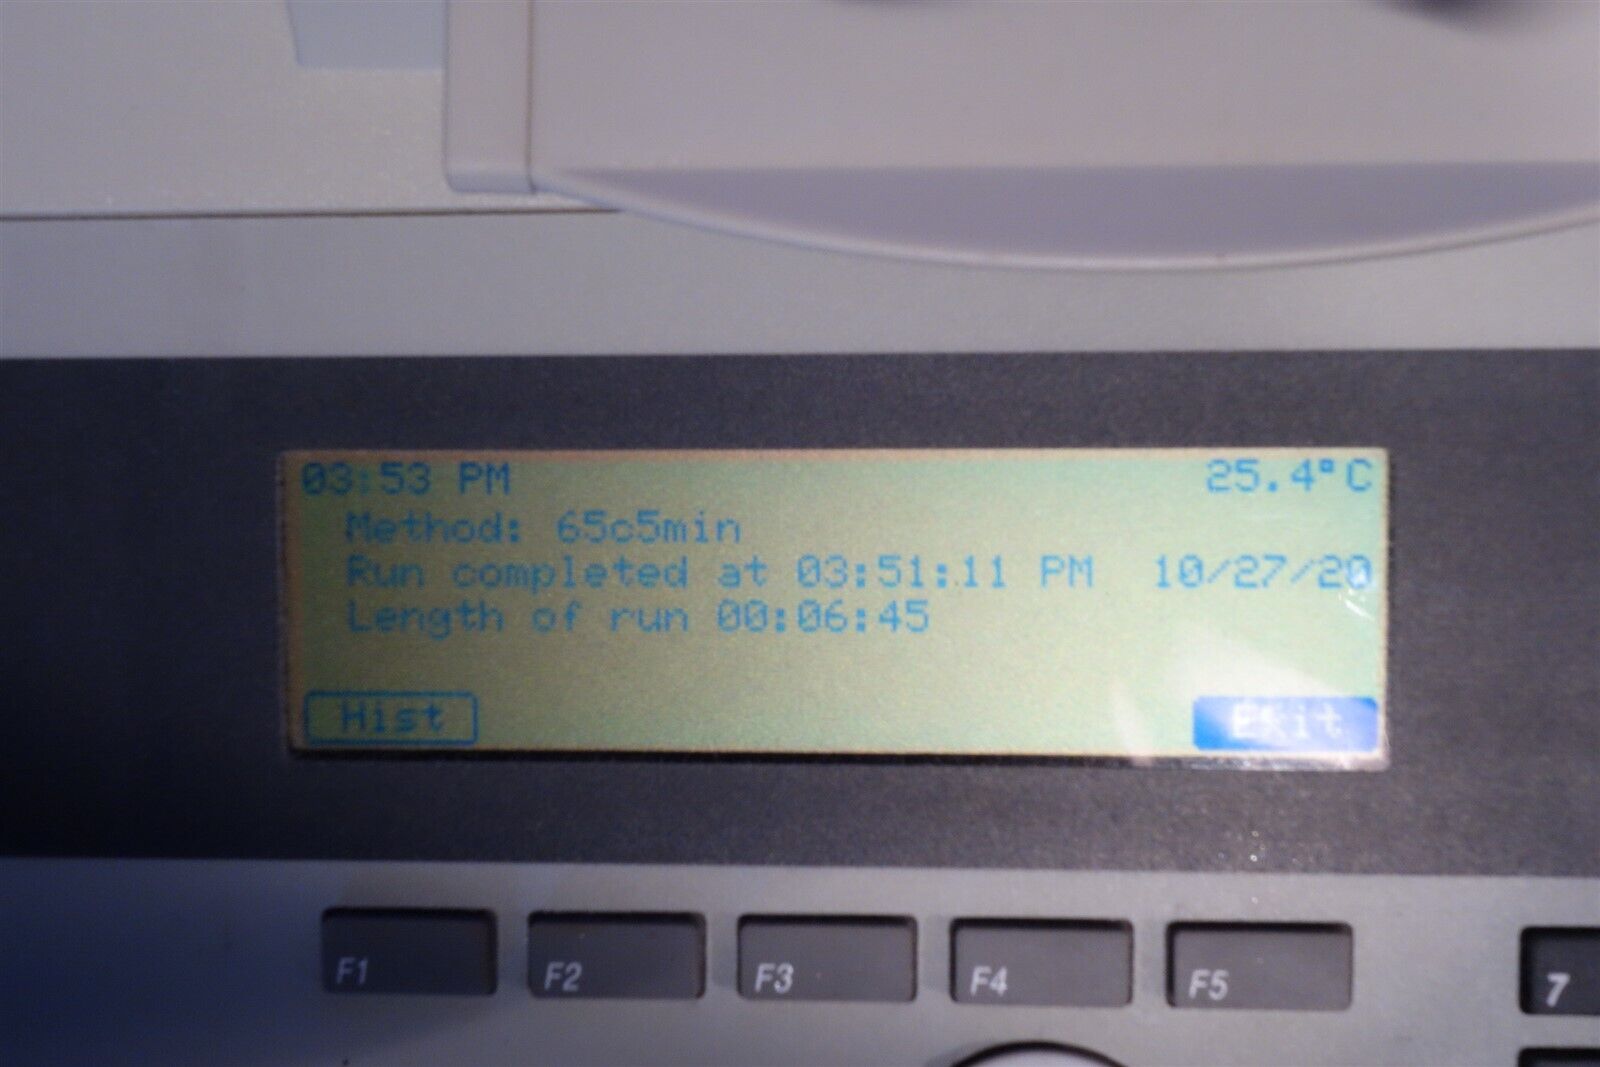 03:53 PM 25.4°C
Method: 65c5min
Run completed at 03:51:11 PM 10/27/20
Length of run 00:06:45
Hist Exit
F1 F2 F3 F4 F5 7